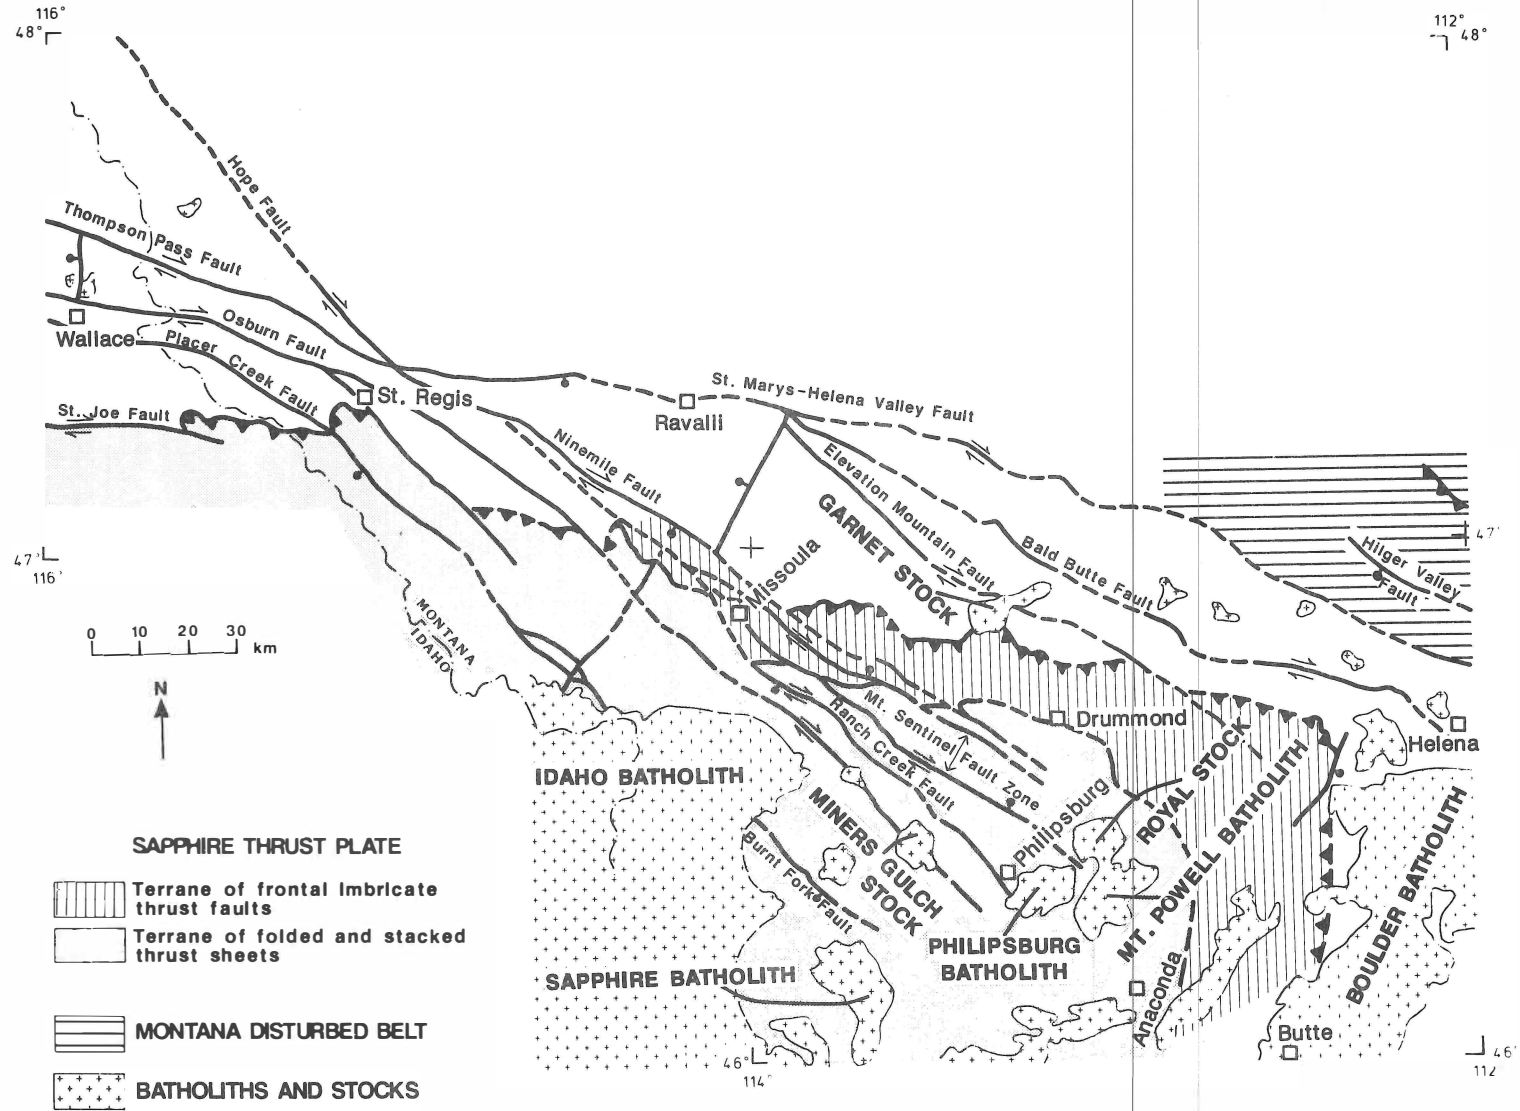 116°
48°
112°
48°
Hope Fault
Thompson Pass Fault
Osburn Fault
Wallace
Placer Creek Fault
St. Regis
St. Joe Fault
St. Marys-Helena Valley Fault
Ravalli
Ninemile Fault
Elevation Mountain Fault
GARNET STOCK
Bald Butte Fault
Hilger Valley
Fault
47°
116°
47°
Missoula
MONTANA
IDAHO
0 10 20 30 km
N
Mt. Sentinel Fault Zone
Ranch Creek Fault
Drummond
Helena
IDAHO BATHOLITH
MINERS GULCH
STOCK
Philipsburg
ROYAL STOCK
MT. POWELL BATHOLITH
BOULDER BATHOLITH
Burnt Fork Fault
SAPPHIRE BATHOLITH
PHILIPSBURG
BATHOLITH
Anaconda
Butte
46°
114°
46°
112
SAPPHIRE THRUST PLATE
Terrane of frontal imbricate
thrust faults
Terrane of folded and stacked
thrust sheets
MONTANA DISTURBED BELT
BATHOLITHS AND STOCKS